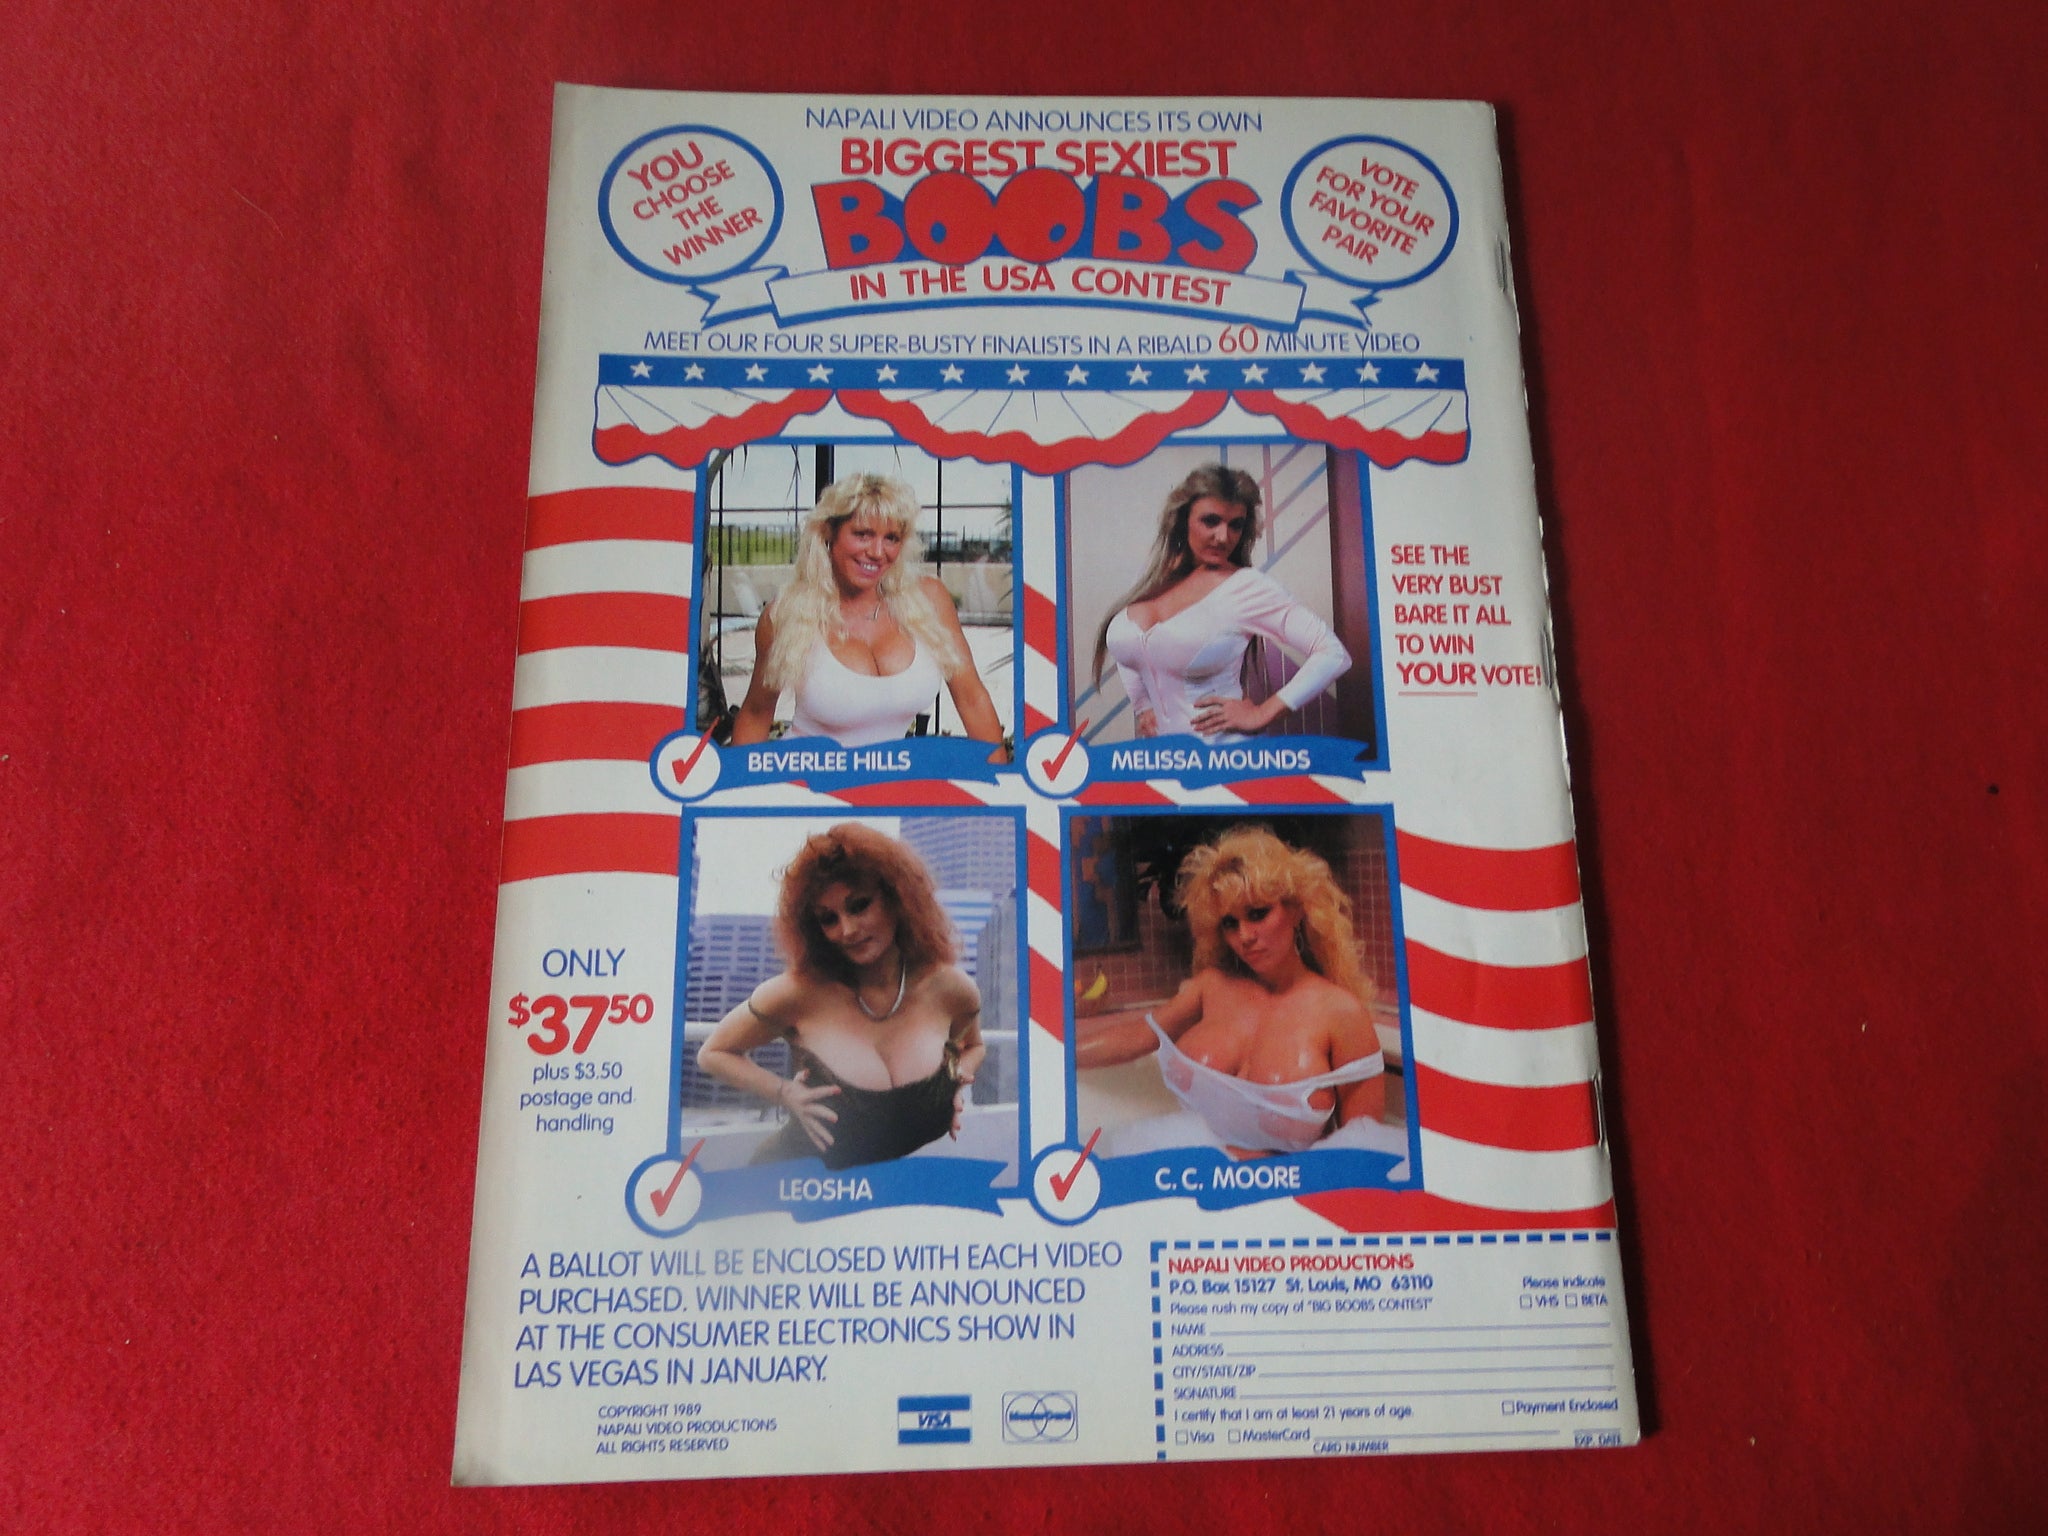 NAPALI VIDEO ANNOUNCES ITS OWN
BIGGEST SEXIEST
BOOBS
IN THE USA CONTEST
YOU
CHOOSE
THE
WINNER
VOTE
FOR YOUR
FAVORITE
PAIR
MEET OUR FOUR SUPER-BUSTY FINALISTS IN A RIBALD 60 MINUTE VIDEO
SEE THE
VERY BUST
BARE IT ALL
TO WIN
YOUR VOTE!
BEVERLEE HILLS
MELISSA MOUNDS
ONLY
$37 50
plus $3.50
postage and
handling
LEOSHA
C. C. MOORE
A BALLOT WILL BE ENCLOSED WITH EACH VIDEO
PURCHASED. WINNER WILL BE ANNOUNCED
AT THE CONSUMER ELECTRONICS SHOW IN
LAS VEGAS IN JANUARY.
COPYRIGHT 1989
NAPALI VIDEO PRODUCTIONS
ALL RIGHTS RESERVED
VISA
MasterCard
NAPALI VIDEO PRODUCTIONS
P.O. Box 15127 St. Louis, MO 63110
Please rush my copy of "BIG BOOBS CONTEST"
Please indicate
VHS BETA
NAME
ADDRESS
CITY/STATE/ZIP
SIGNATURE
I certify that I am at least 21 years of age.
Payment Enclosed
Visa MasterCard
CARD NUMBER
EXP. DATE